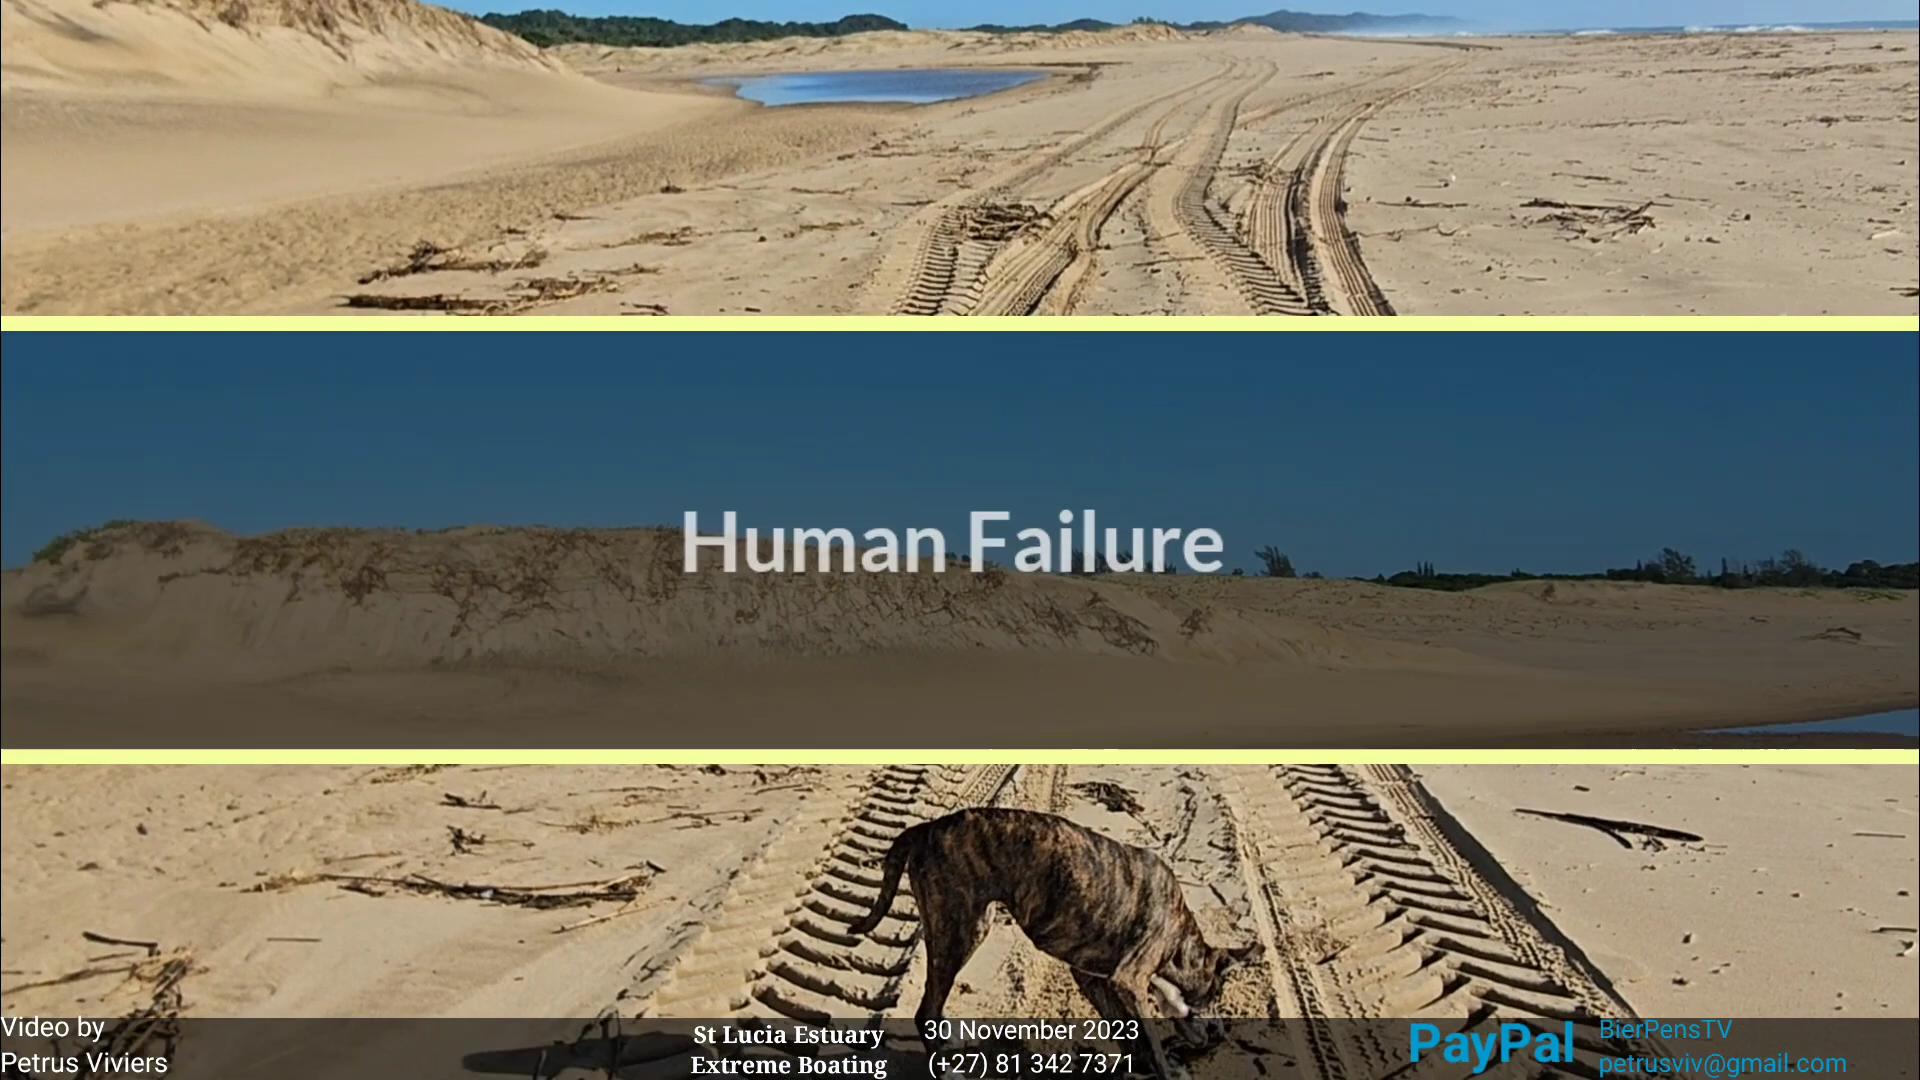 Human Failure
Video by
Petrus Viviers
St Lucia Estuary
Extreme Boating
30 November 2023
(+27) 81 342 7371
PayPal
BierPensTV
petrusviv@gmail.com